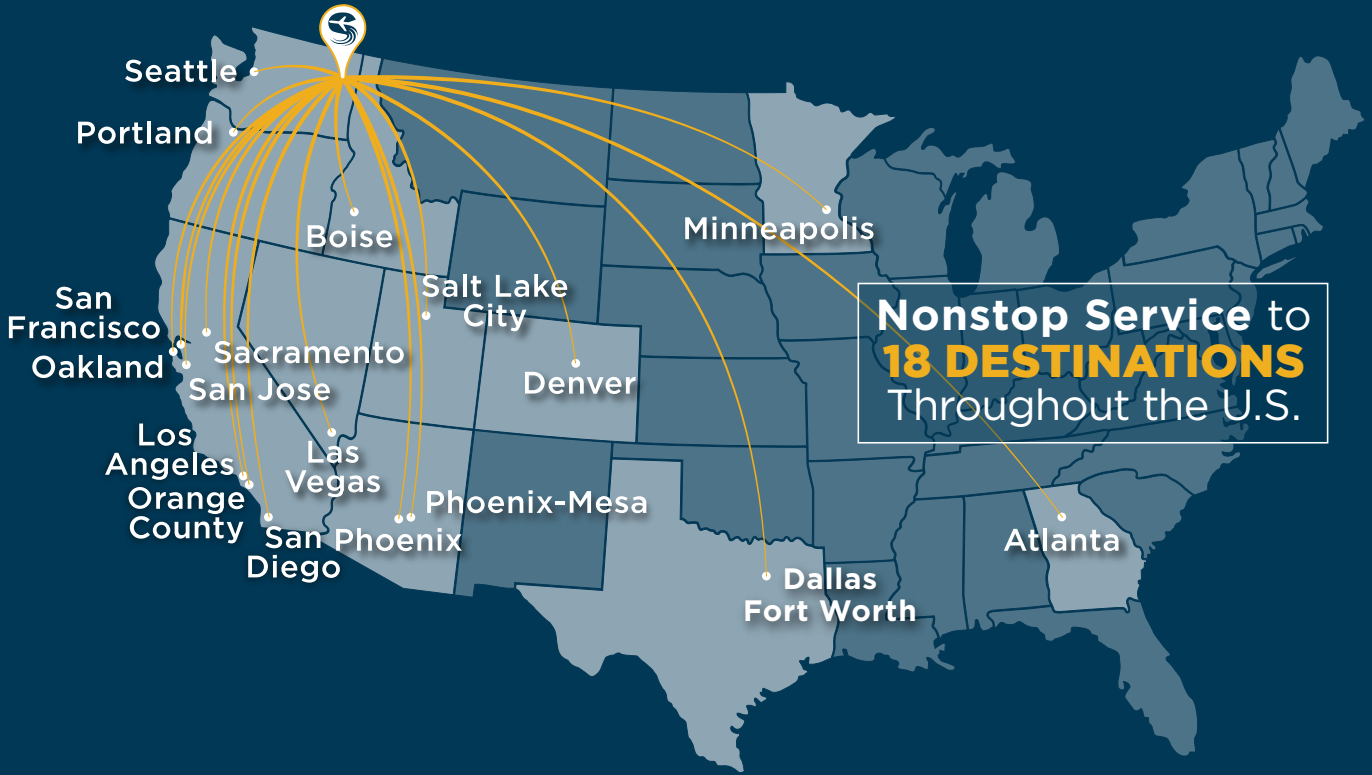 Seattle
Portland
Boise
Minneapolis
San
Francisco
Oakland
Sacramento
San Jose
Salt Lake
City
Denver
Nonstop Service to
18 DESTINATIONS
Throughout the U.S.
Los
Angeles
Orange
County
San
Diego
Las
Vegas
Phoenix
Phoenix-Mesa
Dallas
Fort Worth
Atlanta